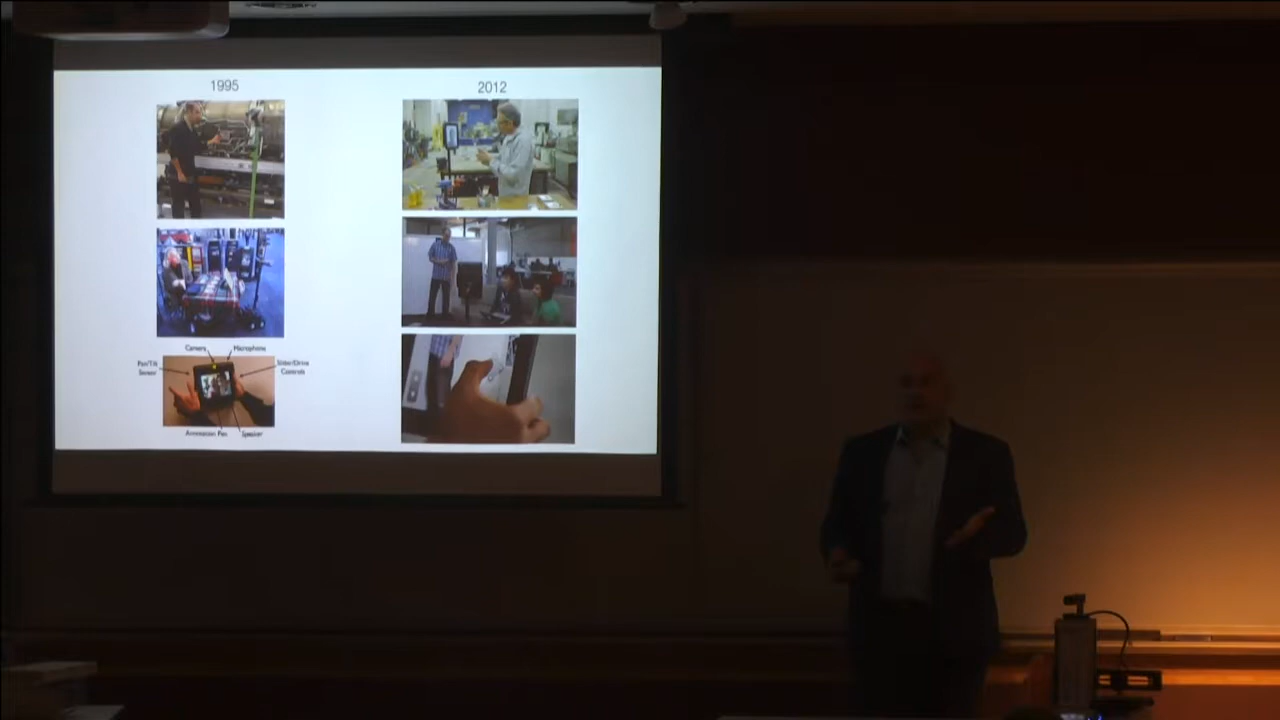 1995
2012
Camera
Microphone
Pan/Tilt
Sensor
Slider/Drive
Controls
Annotation Pen
Speaker